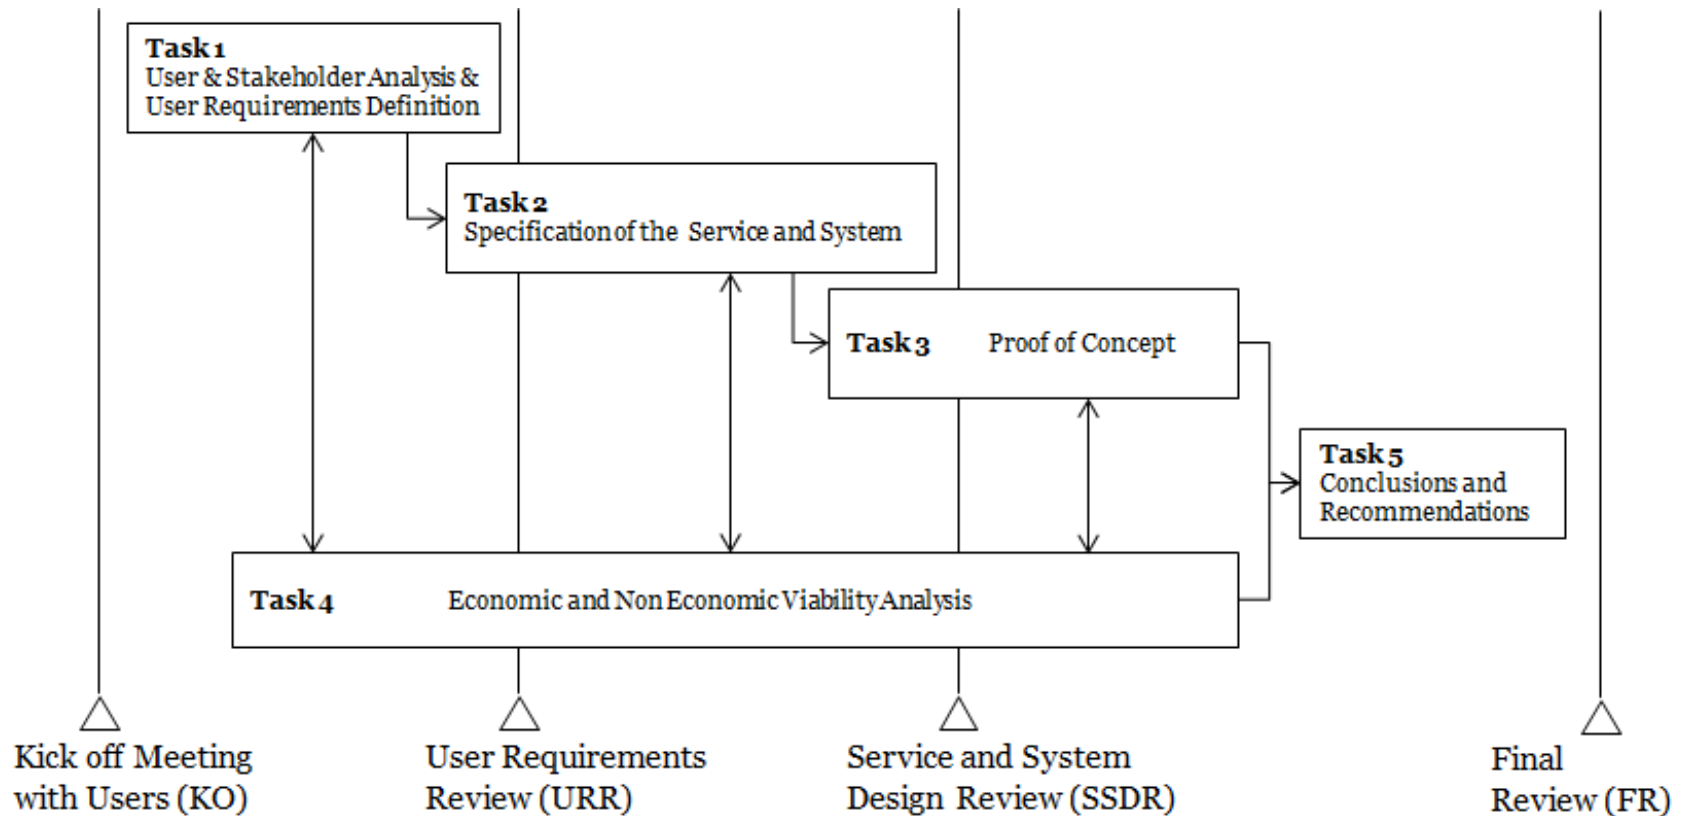 Task 1
User & Stakeholder Analysis &
User Requirements Definition
Task 2
Specification of the Service and System
Task 3 Proof of Concept
Task 5
Conclusions and
Recommendations
Task 4 Economic and Non Economic Viability Analysis
Kick off Meeting
with Users (KO)
User Requirements
Review (URR)
Service and System
Design Review (SSDR)
Final
Review (FR)